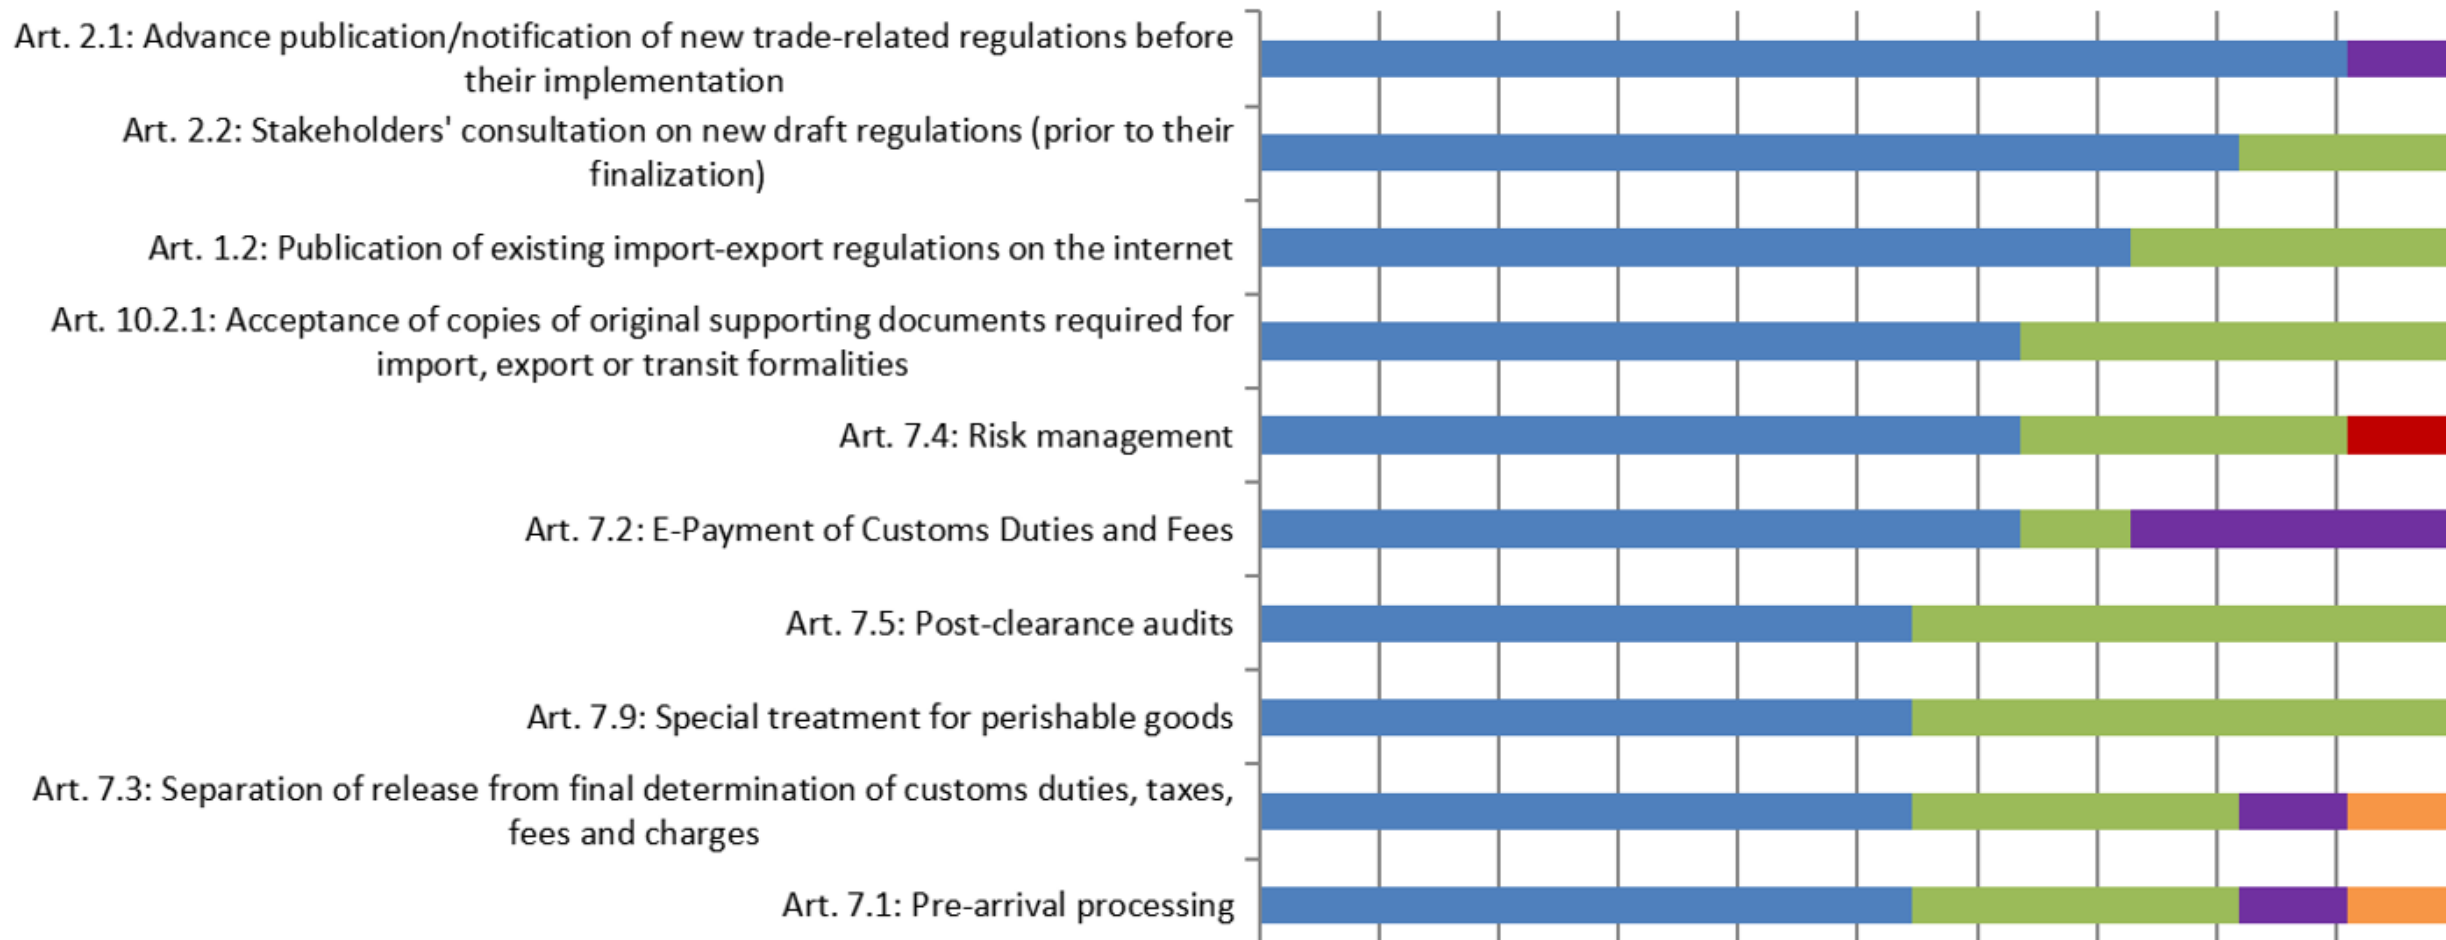 Art. 2.1: Advance publication/notification of new trade-related regulations before
their implementation
Art. 2.2: Stakeholders' consultation on new draft regulations (prior to their
finalization)
Art. 1.2: Publication of existing import-export regulations on the internet
Art. 10.2.1: Acceptance of copies of original supporting documents required for
import, export or transit formalities
Art. 7.4: Risk management
Art. 7.2: E-Payment of Customs Duties and Fees
Art. 7.5: Post-clearance audits
Art. 7.9: Special treatment for perishable goods
Art. 7.3: Separation of release from final determination of customs duties, taxes,
fees and charges
Art. 7.1: Pre-arrival processing